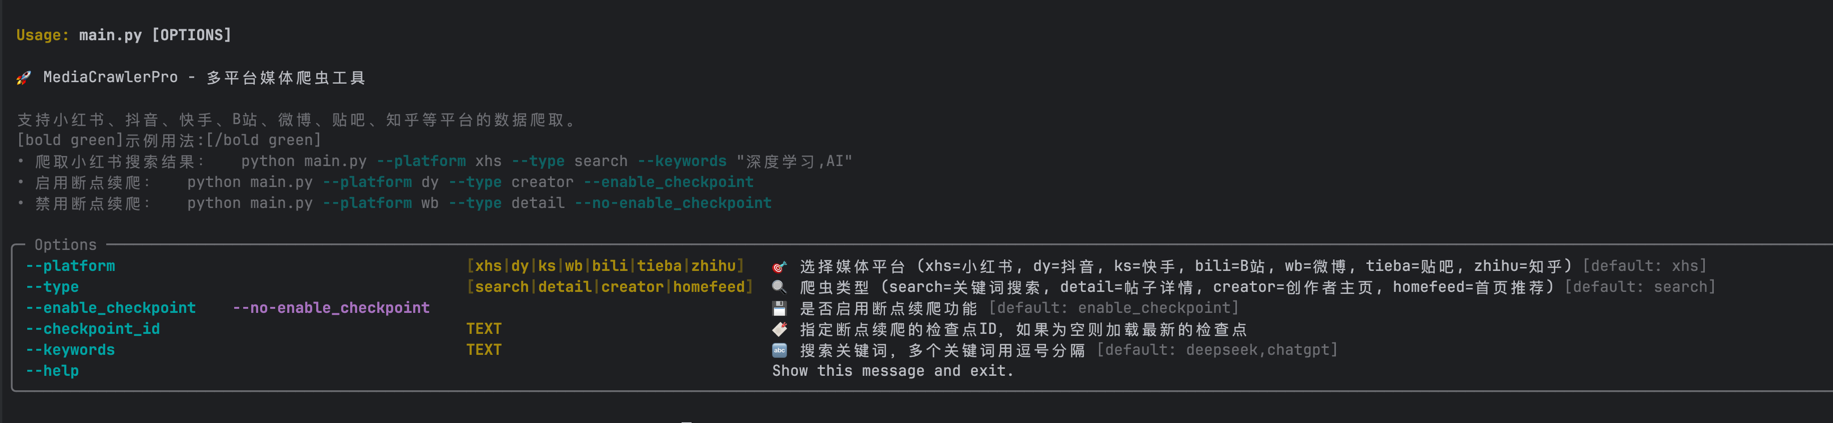 Usage: main.py [OPTIONS]
🚀 MediaCrawlerPro - 多平台媒体爬虫工具
支持小红书、抖音、快手、B站、微博、贴吧、知乎等平台的数据爬取。
[bold green]示例用法:[/bold green]
• 爬取小红书搜索结果： python main.py --platform xhs --type search --keywords "深度学习,AI"
• 启用断点续爬： python main.py --platform dy --type creator --enable_checkpoint
• 禁用断点续爬： python main.py --platform wb --type detail --no-enable_checkpoint
Options
--platform [xhs|dy|ks|wb|bili|tieba|zhihu] 🎯 选择媒体平台 (xhs=小红书, dy=抖音, ks=快手, bili=B站, wb=微博, tieba=贴吧, zhihu=知乎) [default: xhs]
--type [search|detail|creator|homefeed] 🔍 爬虫类型 (search=关键词搜索, detail=帖子详情, creator=创作者主页, homefeed=首页推荐) [default: search]
--enable_checkpoint --no-enable_checkpoint 💾 是否启用断点续爬功能 [default: enable_checkpoint]
--checkpoint_id TEXT 🔖 指定断点续爬的检查点ID，如果为空则加载最新的检查点
--keywords TEXT 🔤 搜索关键词，多个关键词用逗号分隔 [default: deepseek,chatgpt]
--help Show this message and exit.